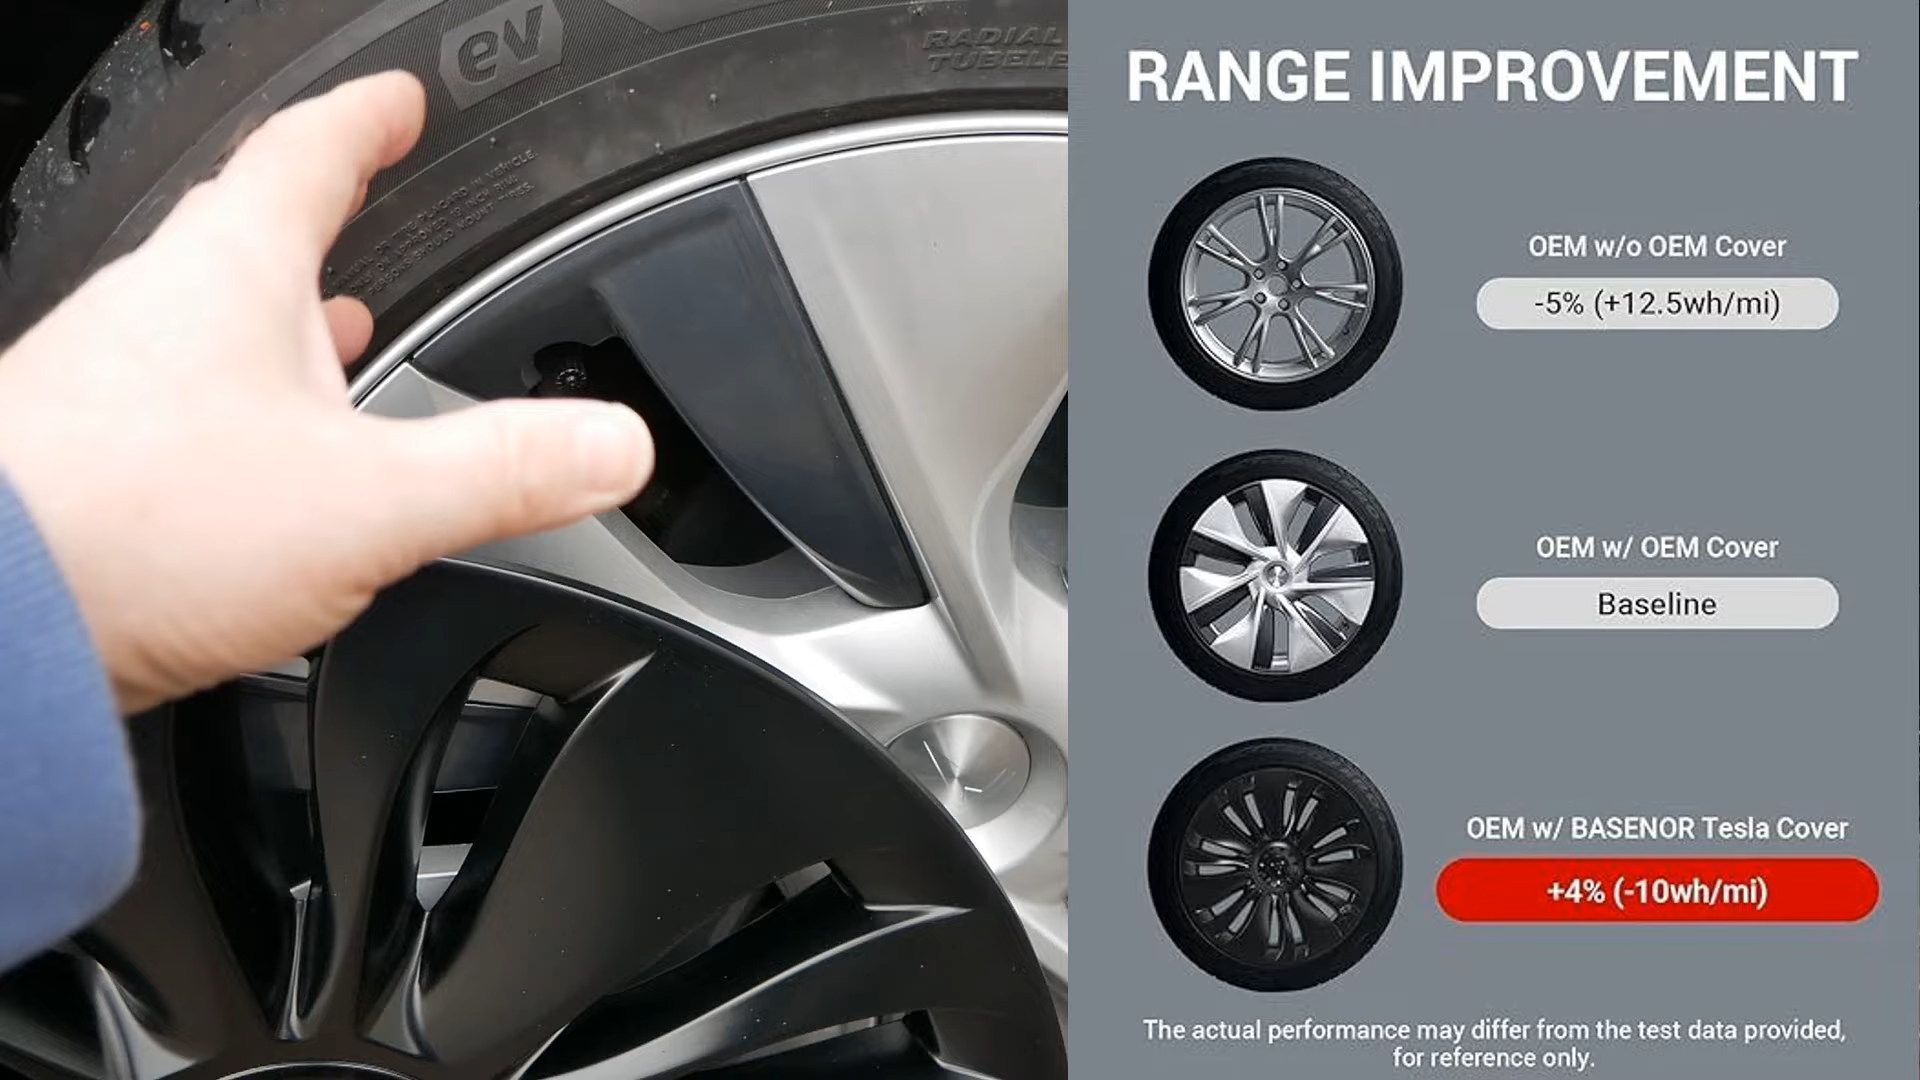 ev
RADIAL
TUBELE
RANGE IMPROVEMENT
OEM w/o OEM Cover
-5% (+12.5wh/mi)
OEM w/ OEM Cover
Baseline
OEM w/ BASENOR Tesla Cover
+4% (-10wh/mi)
The actual performance may differ from the test data provided,
for reference only.